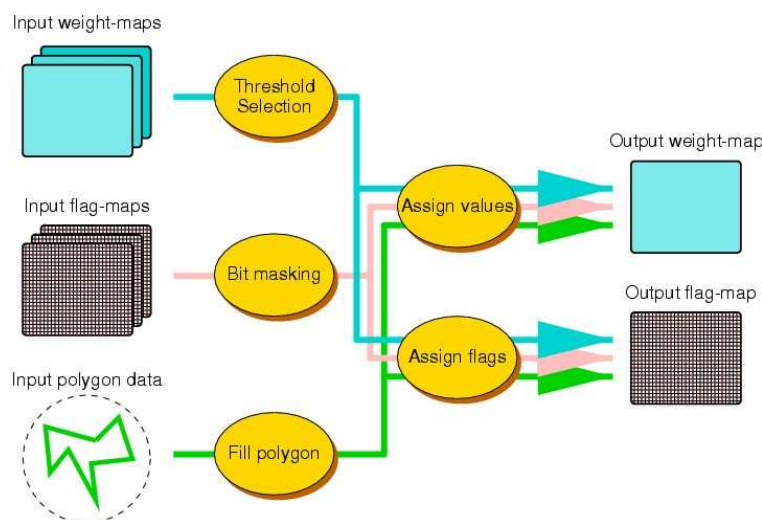 Input weight-maps
Threshold
Selection
Output weight-map
Input flag-maps
Assign values
Bit masking
Output flag-map
Assign flags
Input polygon data
Fill polygon